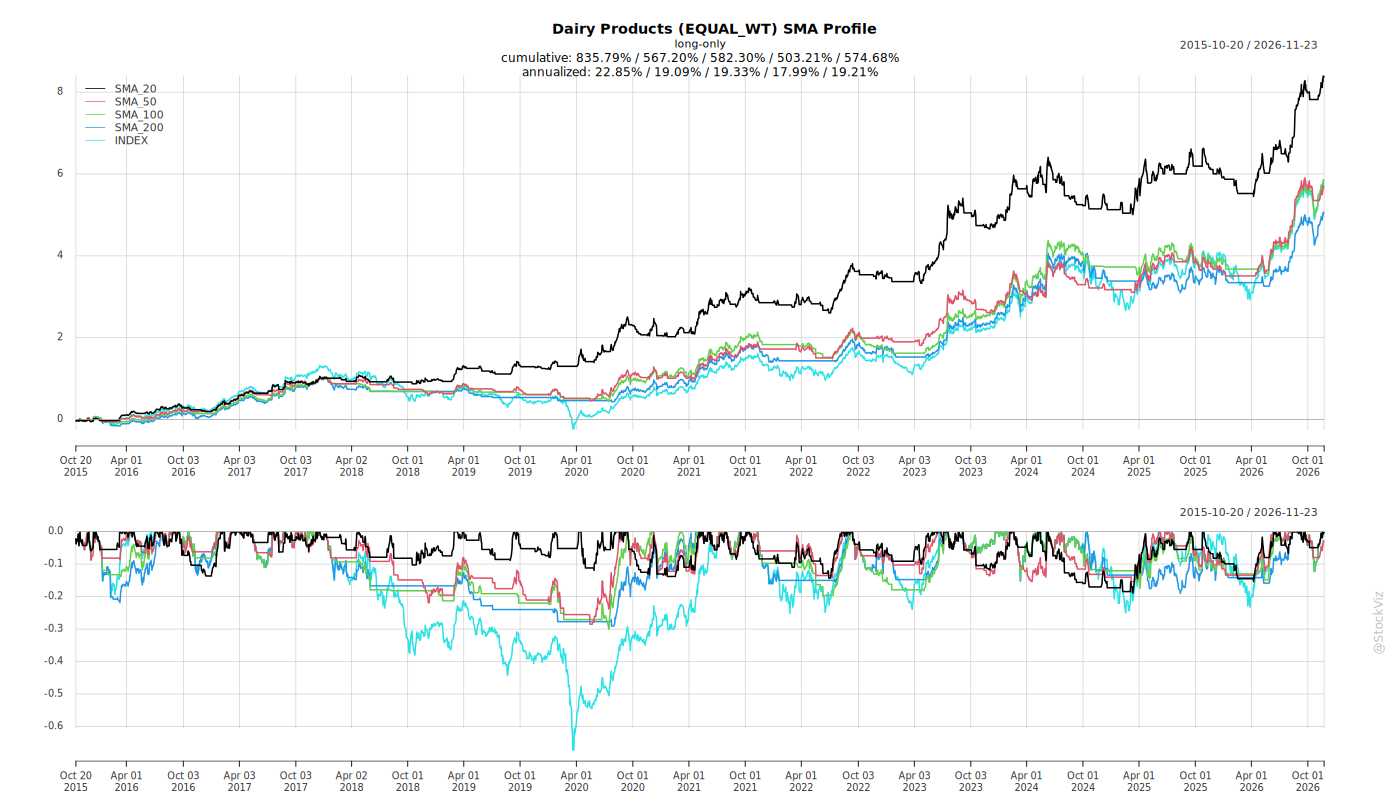 Dairy Products (EQUAL_WT) SMA Profile
long-only
2015-10-20 / 2026-11-23
cumulative: 835.79% / 567.20% / 582.30% / 503.21% / 574.68%
annualized: 22.85% / 19.09% / 19.33% / 17.99% / 19.21%
SMA_20
SMA_50
SMA_100
SMA_200
INDEX
8
6
4
2
0
Oct 20 Apr 01 Oct 03 Apr 03 Oct 03 Apr 02 Oct 01 Apr 01 Oct 01 Apr 01 Oct 01 Apr 01 Oct 01 Apr 01 Oct 03 Apr 03 Oct 03 Apr 01 Oct 01 Apr 01 Oct 01 Apr 01 Oct 01
2015 2016 2016 2017 2017 2018 2018 2019 2019 2020 2020 2021 2021 2022 2022 2023 2023 2024 2024 2025 2025 2026 2026
2015-10-20 / 2026-11-23
0.0
-0.1
-0.2
-0.3
-0.4
-0.5
-0.6
Oct 20 Apr 01 Oct 03 Apr 03 Oct 03 Apr 02 Oct 01 Apr 01 Oct 01 Apr 01 Oct 01 Apr 01 Oct 01 Apr 01 Oct 03 Apr 03 Oct 03 Apr 01 Oct 01 Apr 01 Oct 01 Apr 01 Oct 01
2015 2016 2016 2017 2017 2018 2018 2019 2019 2020 2020 2021 2021 2022 2022 2023 2023 2024 2024 2025 2025 2026 2026
@StockViz